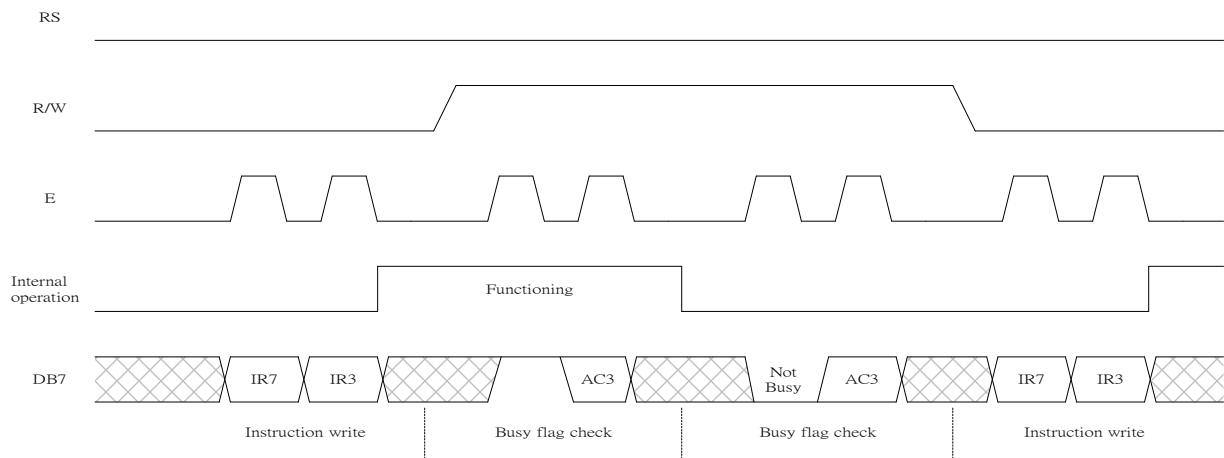 RS
R/W
E
Internal
operation
Functioning
DB7
IR7
IR3
AC3
Not
Busy
AC3
IR7
IR3
Instruction write
Busy flag check
Busy flag check
Instruction write